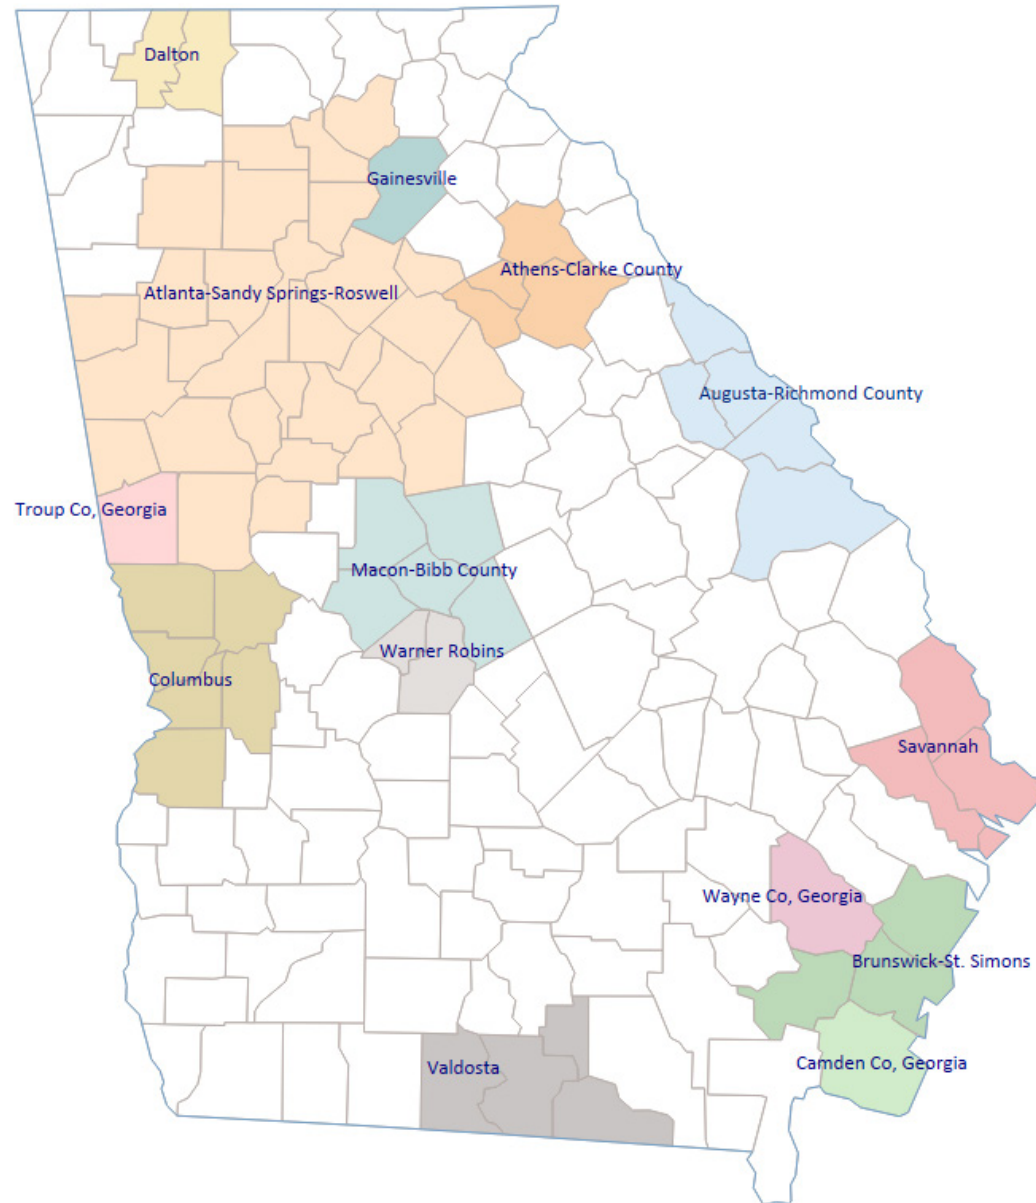 Dalton
Gainesville
Athens-Clarke County
Atlanta-Sandy Springs-Roswell
Augusta-Richmond County
Troup Co, Georgia
Macon-Bibb County
Warner Robins
Columbus
Savannah
Wayne Co, Georgia
Brunswick-St. Simons
Camden Co, Georgia
Valdosta